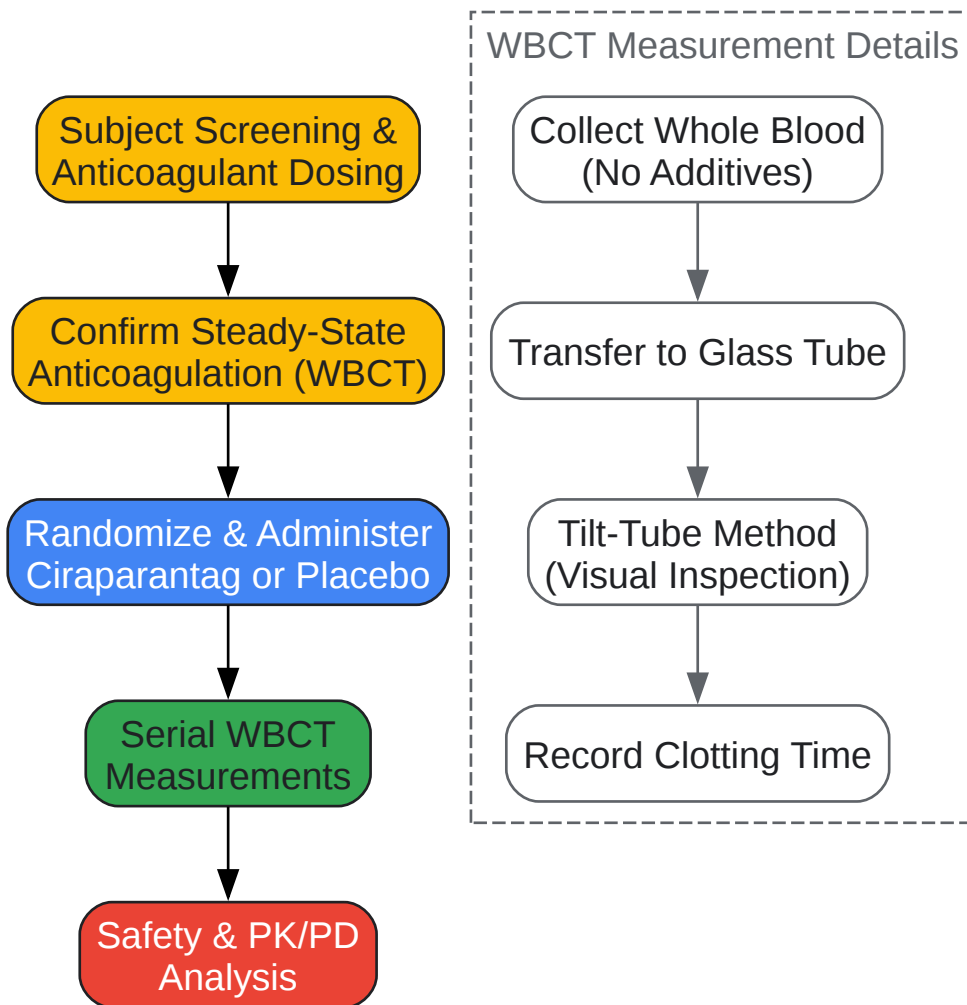 Subject Screening &
Anticoagulant Dosing
Confirm Steady-State
Anticoagulation (WBCT)
Randomize & Administer
Ciraparantag or Placebo
Serial WBCT
Measurements
Safety & PK/PD
Analysis
WBCT Measurement Details
Collect Whole Blood
(No Additives)
Transfer to Glass Tube
Tilt-Tube Method
(Visual Inspection)
Record Clotting Time